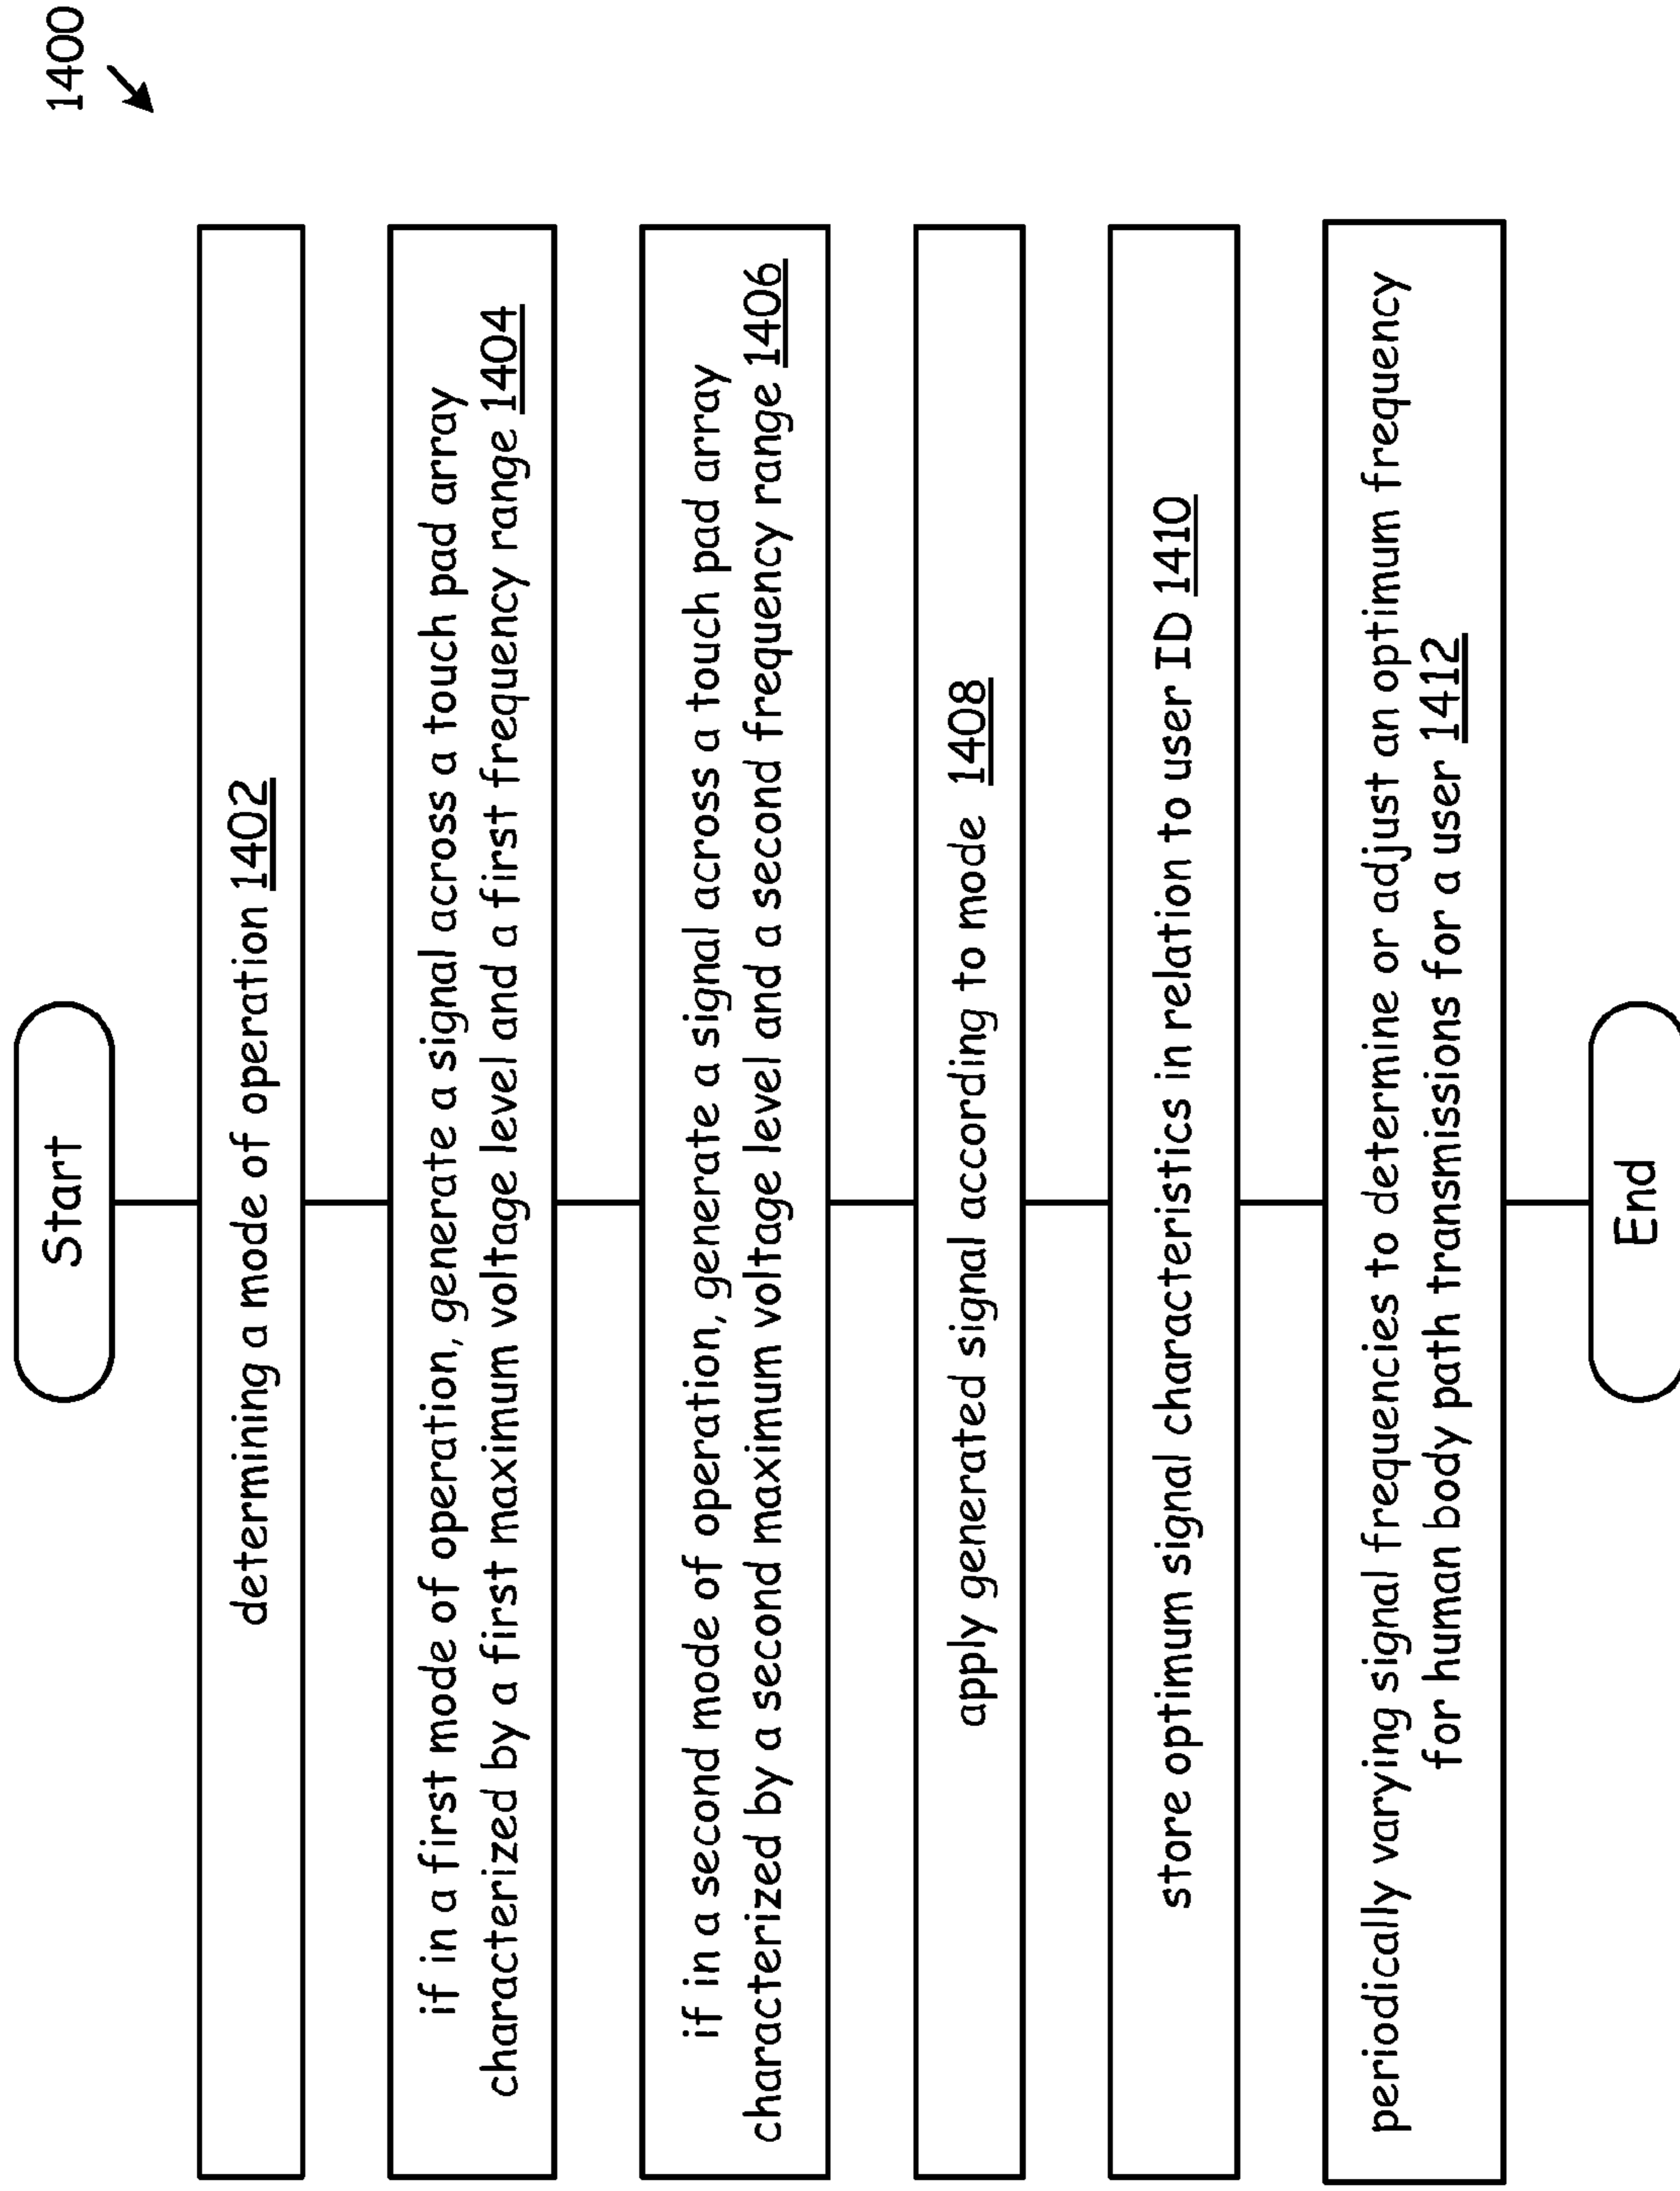 1400
Start
determining a mode of operation 1402
if in a first mode of operation, generate a signal across a touch pad array
characterized by a first maximum voltage level and a first frequency range 1404
if in a second mode of operation, generate a signal across a touch pad array
characterized by a second maximum voltage level and a second frequency range 1406
apply generated signal according to mode 1408
store optimum signal characteristics in relation to user ID 1410
periodically varying signal frequencies to determine or adjust an optimum frequency
for human body path transmissions for a user 1412
End